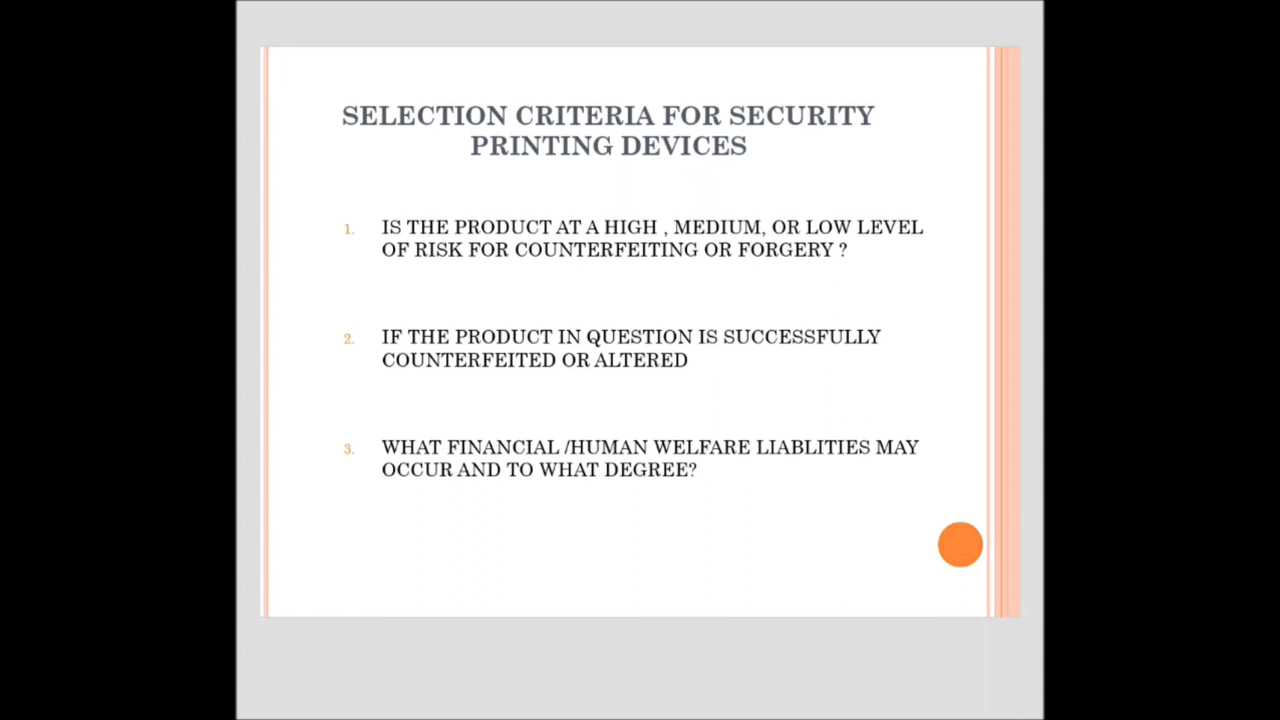 SELECTION CRITERIA FOR SECURITY
PRINTING DEVICES
1. IS THE PRODUCT AT A HIGH , MEDIUM, OR LOW LEVEL
OF RISK FOR COUNTERFEITING OR FORGERY ?
2. IF THE PRODUCT IN QUESTION IS SUCCESSFULLY
COUNTERFEITED OR ALTERED
3. WHAT FINANCIAL /HUMAN WELFARE LIABLITIES MAY
OCCUR AND TO WHAT DEGREE?